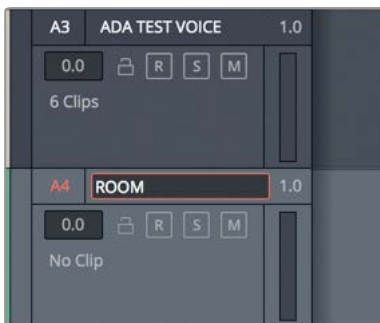 A3 ADA TEST VOICE 1.0
0.0 R S M
6 Clips
A4 ROOM 1.0
0.0 R S M
No Clip